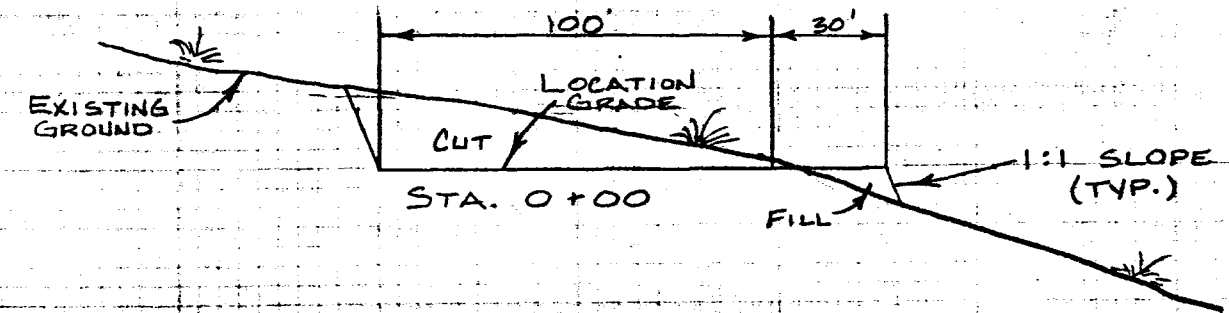 100' 30'
LOCATION
GRADE
EXISTING
GROUND
CUT
1:1 SLOPE
(TYP.)
STA. 0+00
FILL